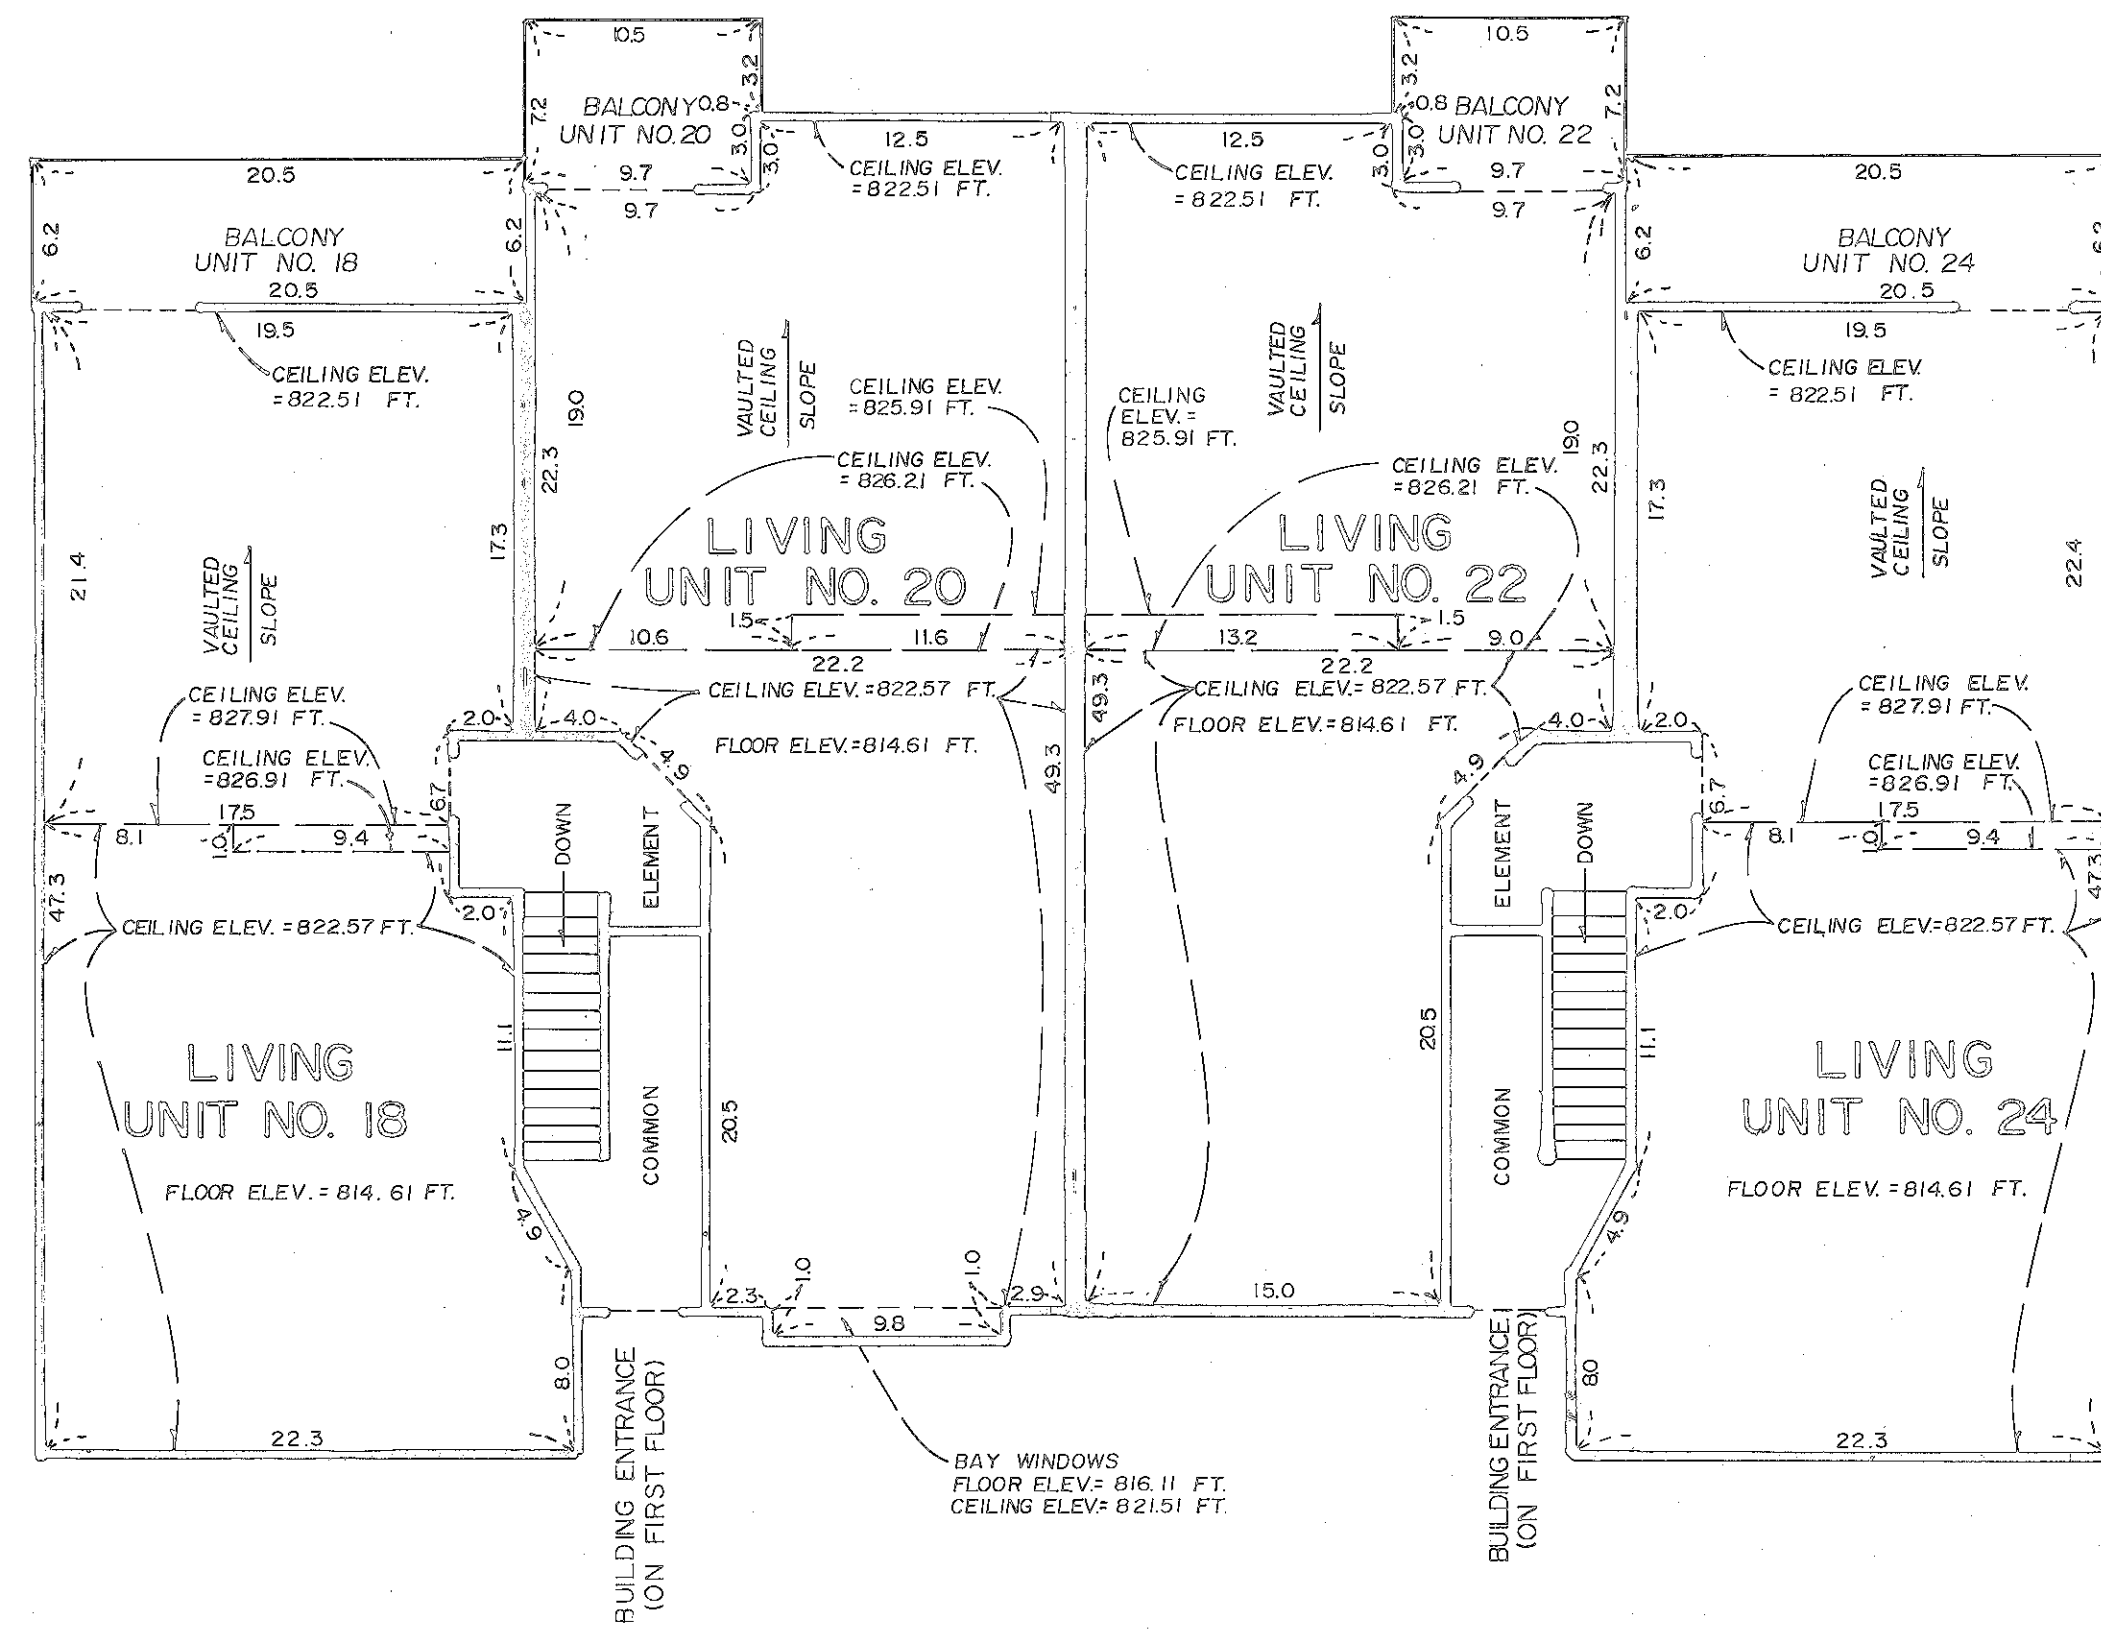 10.5
3.2
7.2
BALCONY
UNIT NO. 20
0.8
3.0
3.0
9.7
9.7
12.5
CEILING ELEV.
= 822.51 FT.
10.5
3.2
7.2
0.8
BALCONY
UNIT NO. 22
3.0
3.0
9.7
9.7
12.5
CEILING ELEV.
= 822.51 FT.
20.5
6.2
6.2
BALCONY
UNIT NO. 18
20.5
19.5
CEILING ELEV.
= 822.51 FT.
20.5
6.2
6.2
BALCONY
UNIT NO. 24
20.5
19.5
CEILING ELEV.
= 822.51 FT.
VAULTED
CEILING
SLOPE
19.0
22.3
CEILING ELEV.
= 825.91 FT.
CEILING ELEV.
= 826.21 FT.
LIVING
UNIT NO. 20
1.5
10.6
11.6
22.2
CEILING ELEV. = 822.57 FT.
FLOOR ELEV. = 814.61 FT.
4.0
4.9
49.3
VAULTED
CEILING
SLOPE
CEILING
ELEV. =
825.91 FT.
19.0
22.3
CEILING ELEV.
= 826.21 FT.
LIVING
UNIT NO. 22
1.5
13.2
9.0
22.2
CEILING ELEV. = 822.57 FT.
FLOOR ELEV. = 814.61 FT.
49.3
4.0
4.9
21.4
17.3
VAULTED
CEILING
SLOPE
CEILING ELEV.
= 827.91 FT.
CEILING ELEV.
= 826.91 FT.
2.0
6.7
17.5
8.1
1.0
9.4
47.3
2.0
CEILING ELEV. = 822.57 FT.
11.1
LIVING
UNIT NO. 18
FLOOR ELEV. = 814.61 FT.
4.9
8.0
22.3
17.3
22.4
VAULTED
CEILING
SLOPE
CEILING ELEV.
= 827.91 FT.
CEILING ELEV.
= 826.91 FT.
2.0
6.7
17.5
8.1
9.4
47.3
2.0
CEILING ELEV. = 822.57 FT.
11.1
LIVING
UNIT NO. 24
FLOOR ELEV. = 814.61 FT.
4.9
8.0
22.3
DOWN
COMMON
ELEMENT
20.5
2.3
1.0
9.8
1.0
2.9
DOWN
COMMON
ELEMENT
20.5
15.0
BUILDING ENTRANCE
(ON FIRST FLOOR)
BAY WINDOWS
FLOOR ELEV. = 816.11 FT.
CEILING ELEV. = 821.51 FT.
BUILDING ENTRANCE
(ON FIRST FLOOR)